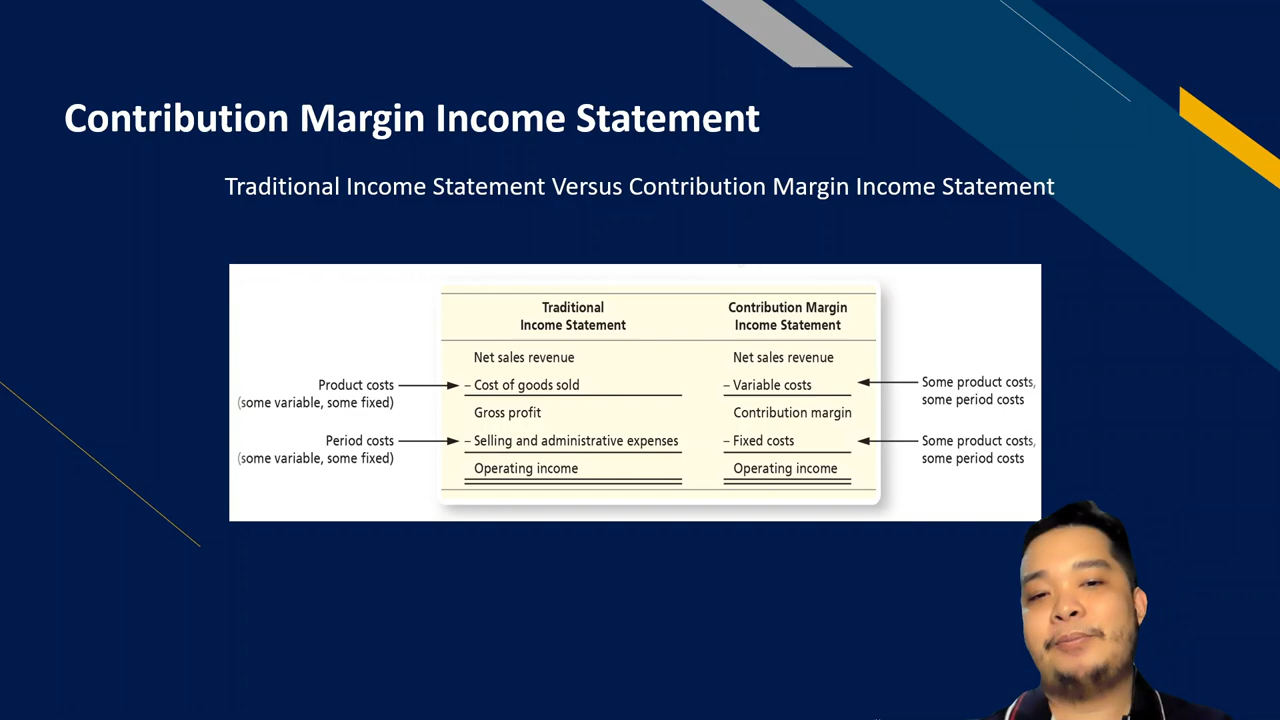 Contribution Margin Income Statement
Traditional Income Statement Versus Contribution Margin Income Statement
Traditional
Income Statement
Contribution Margin
Income Statement
Net sales revenue
Net sales revenue
Product costs
(some variable, some fixed)
– Cost of goods sold
– Variable costs
Some product costs,
some period costs
Gross profit
Contribution margin
Period costs
(some variable, some fixed)
– Selling and administrative expenses
– Fixed costs
Some product costs,
some period costs
Operating income
Operating income